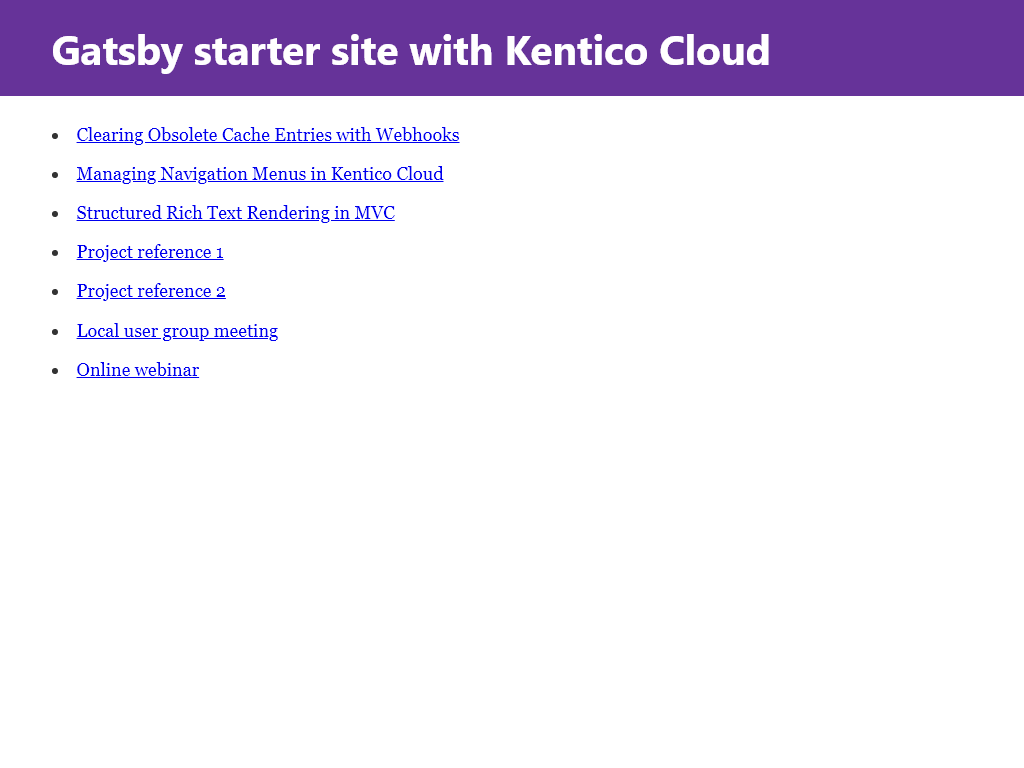 Gatsby starter site with Kentico Cloud
Clearing Obsolete Cache Entries with Webhooks
Managing Navigation Menus in Kentico Cloud
Structured Rich Text Rendering in MVC
Project reference 1
Project reference 2
Local user group meeting
Online webinar